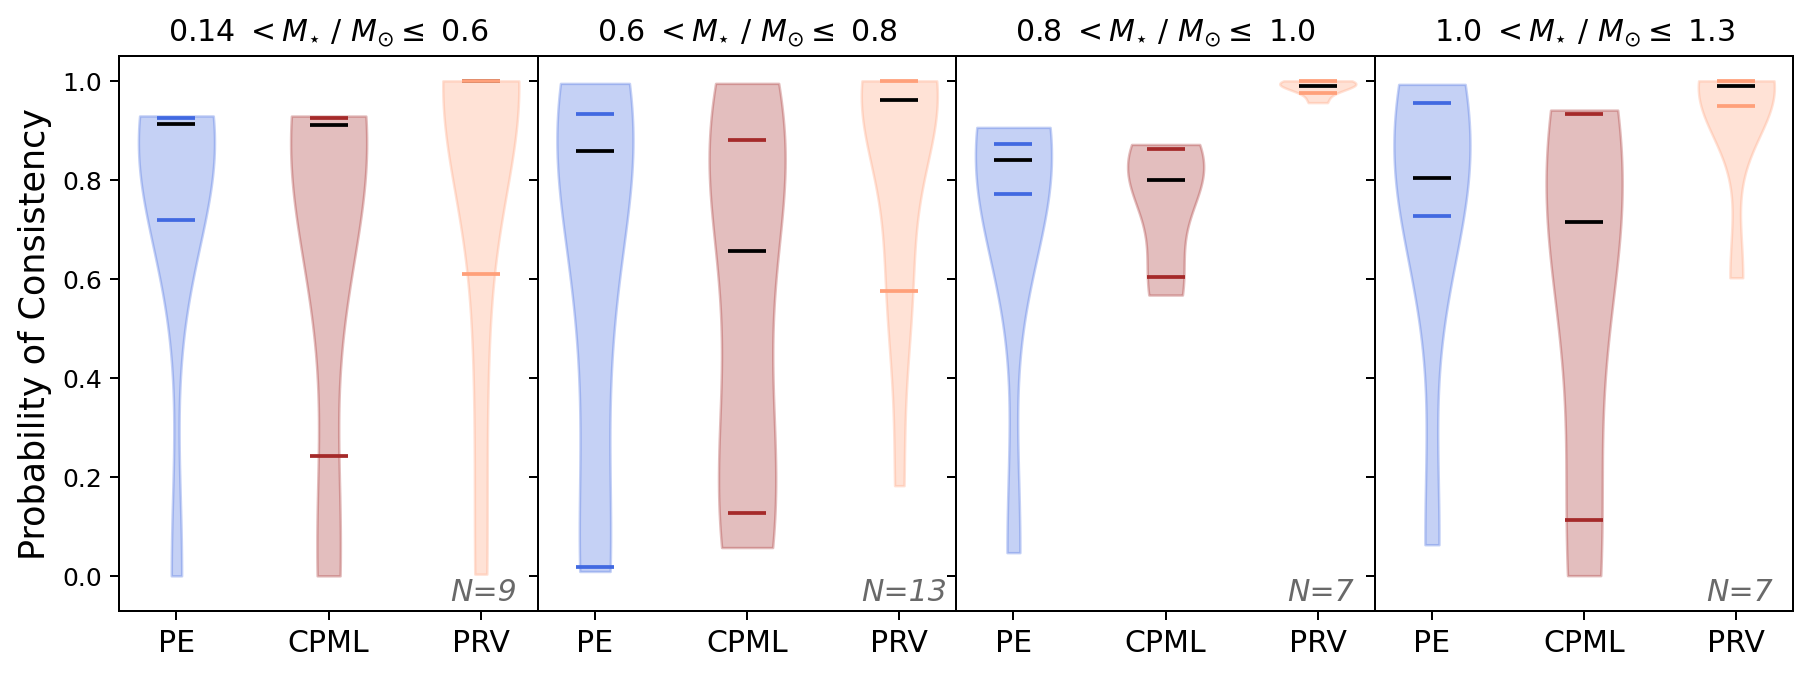 0.14 < M⋆ / M⊙ ≤ 0.6
0.6 < M⋆ / M⊙ ≤ 0.8
0.8 < M⋆ / M⊙ ≤ 1.0
1.0 < M⋆ / M⊙ ≤ 1.3
Probability of Consistency
1.0
0.8
0.6
0.4
0.2
0.0
N=9
N=13
N=7
N=7
PE CPML PRV
PE CPML PRV
PE CPML PRV
PE CPML PRV